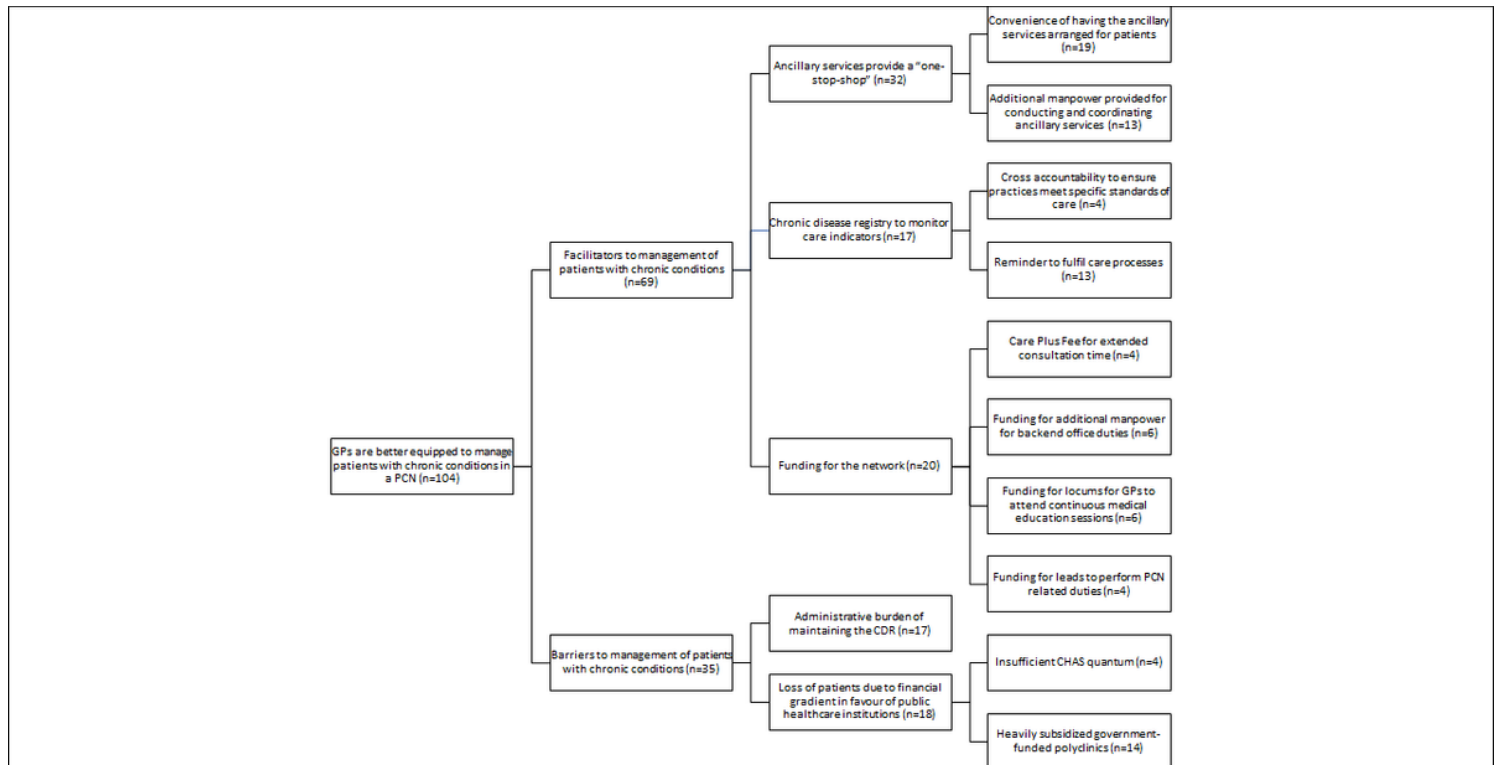 GPs are better equipped to manage
patients with chronic conditions in
a PCN (n=104)
Facilitators to management of
patients with chronic conditions
(n=69)
Ancillary services provide a “one-
stop-shop” (n=32)
Convenience of having the ancillary
services arranged for patients
(n=19)
Additional manpower provided for
conducting and coordinating
ancillary services (n=13)
Chronic disease registry to monitor
care indicators (n=17)
Cross accountability to ensure
practices meet specific standards of
care (n=4)
Reminder to fulfil care processes
(n=13)
Funding for the network (n=20)
Care Plus Fee for extended
consultation time (n=4)
Funding for additional manpower
for backend office duties (n=6)
Funding for locums for GPs to
attend continuous medical
education sessions (n=6)
Funding for leads to perform PCN
related duties (n=4)
Barriers to management of patients
with chronic conditions (n=35)
Administrative burden of
maintaining the CDR (n=17)
Loss of patients due to financial
gradient in favour of public
healthcare institutions (n=18)
Insufficient CHAS quantum (n=4)
Heavily subsidized government-
funded polyclinics (n=14)